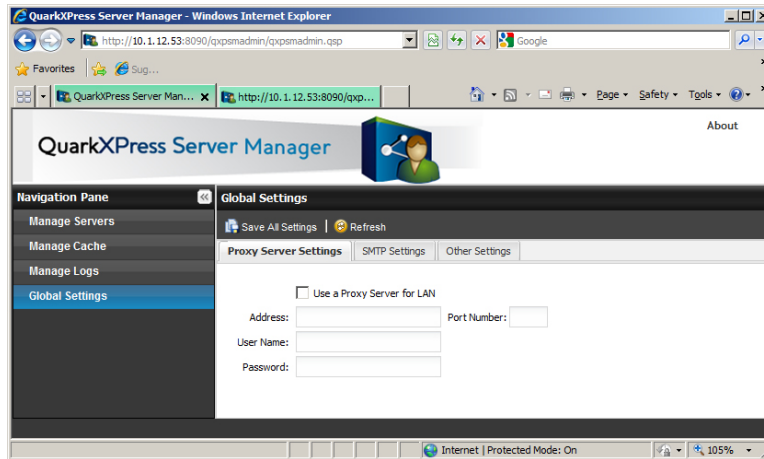 QuarkXPress Server Manager - Windows Internet Explorer
http://10.1.12.53:8090/qxpsmadmin/qxpsmadmin.qsp
Google
Favorites
Sug...
QuarkXPress Server Man...
http://10.1.12.53:8090/qxp...
Page
Safety
Tools
About
QuarkXPress Server Manager
Navigation Pane
Global Settings
Manage Servers
Save All Settings
Refresh
Manage Cache
Proxy Server Settings
SMTP Settings
Other Settings
Manage Logs
Global Settings
Use a Proxy Server for LAN
Address:
Port Number:
User Name:
Password:
Internet | Protected Mode: On
105%